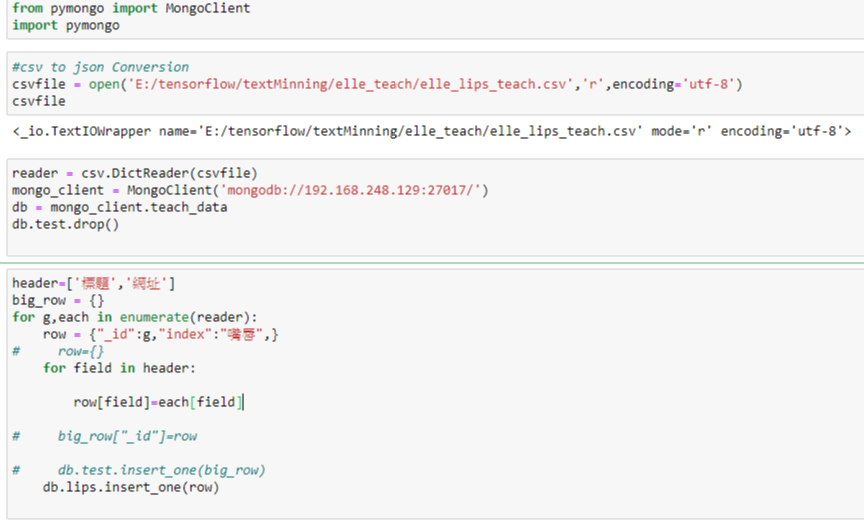 from pymongo import MongoClient
import pymongo
#csv to json Conversion
csvfile = open('E:/tensorflow/textMinning/elle_teach/elle_lips_teach.csv','r',encoding='utf-8')
csvfile
<_io.TextIOWrapper name='E:/tensorflow/textMinning/elle_teach/elle_lips_teach.csv' mode='r' encoding='utf-8'>
reader = csv.DictReader(csvfile)
mongo_client = MongoClient('mongodb://192.168.248.129:27017/')
db = mongo_client.teach_data
db.test.drop()
header=['標題','網址']
big_row = {}
for g,each in enumerate(reader):
    row = {"_id":g,"index":"嘴唇",}
#     row={}
    for field in header:
        row[field]=each[field]
#     big_row["_id"]=row
#     db.test.insert_one(big_row)
    db.lips.insert_one(row)